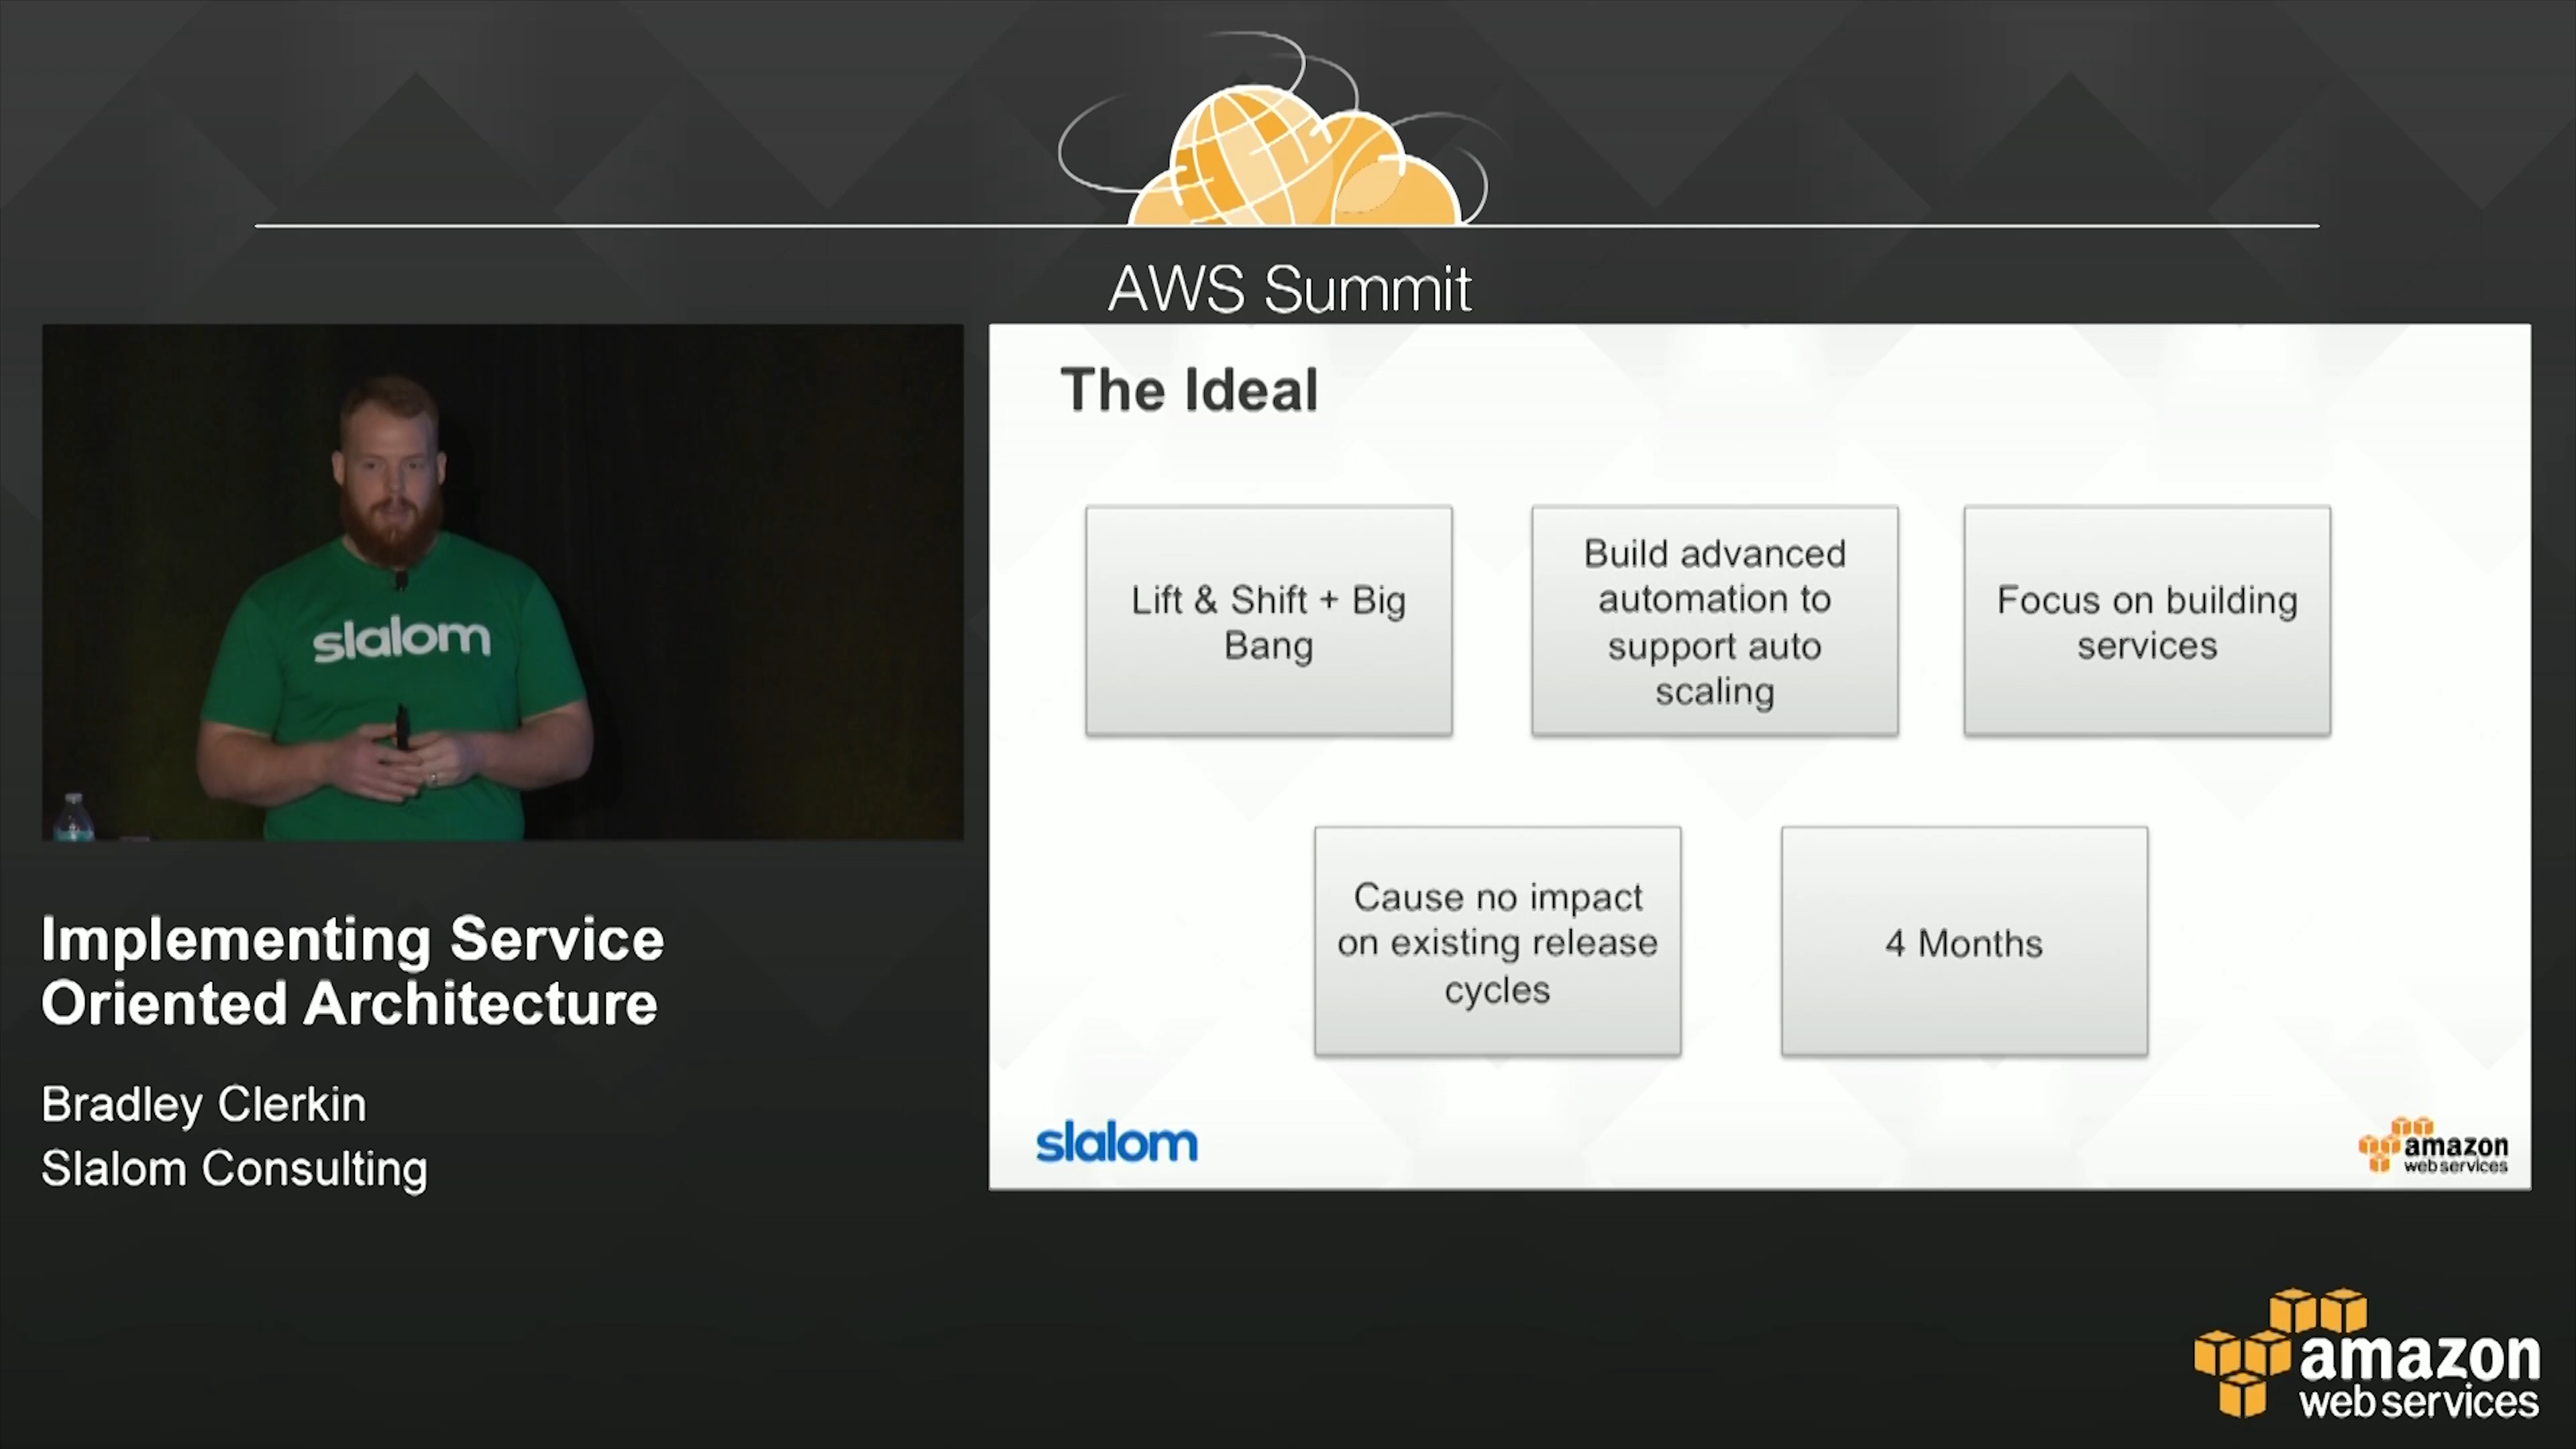 AWS Summit
slalom
The Ideal
Lift & Shift + Big
Bang
Build advanced
automation to
support auto
scaling
Focus on building
services
Cause no impact
on existing release
cycles
4 Months
slalom
amazon
web services
Implementing Service
Oriented Architecture
Bradley Clerkin
Slalom Consulting
amazon
web services